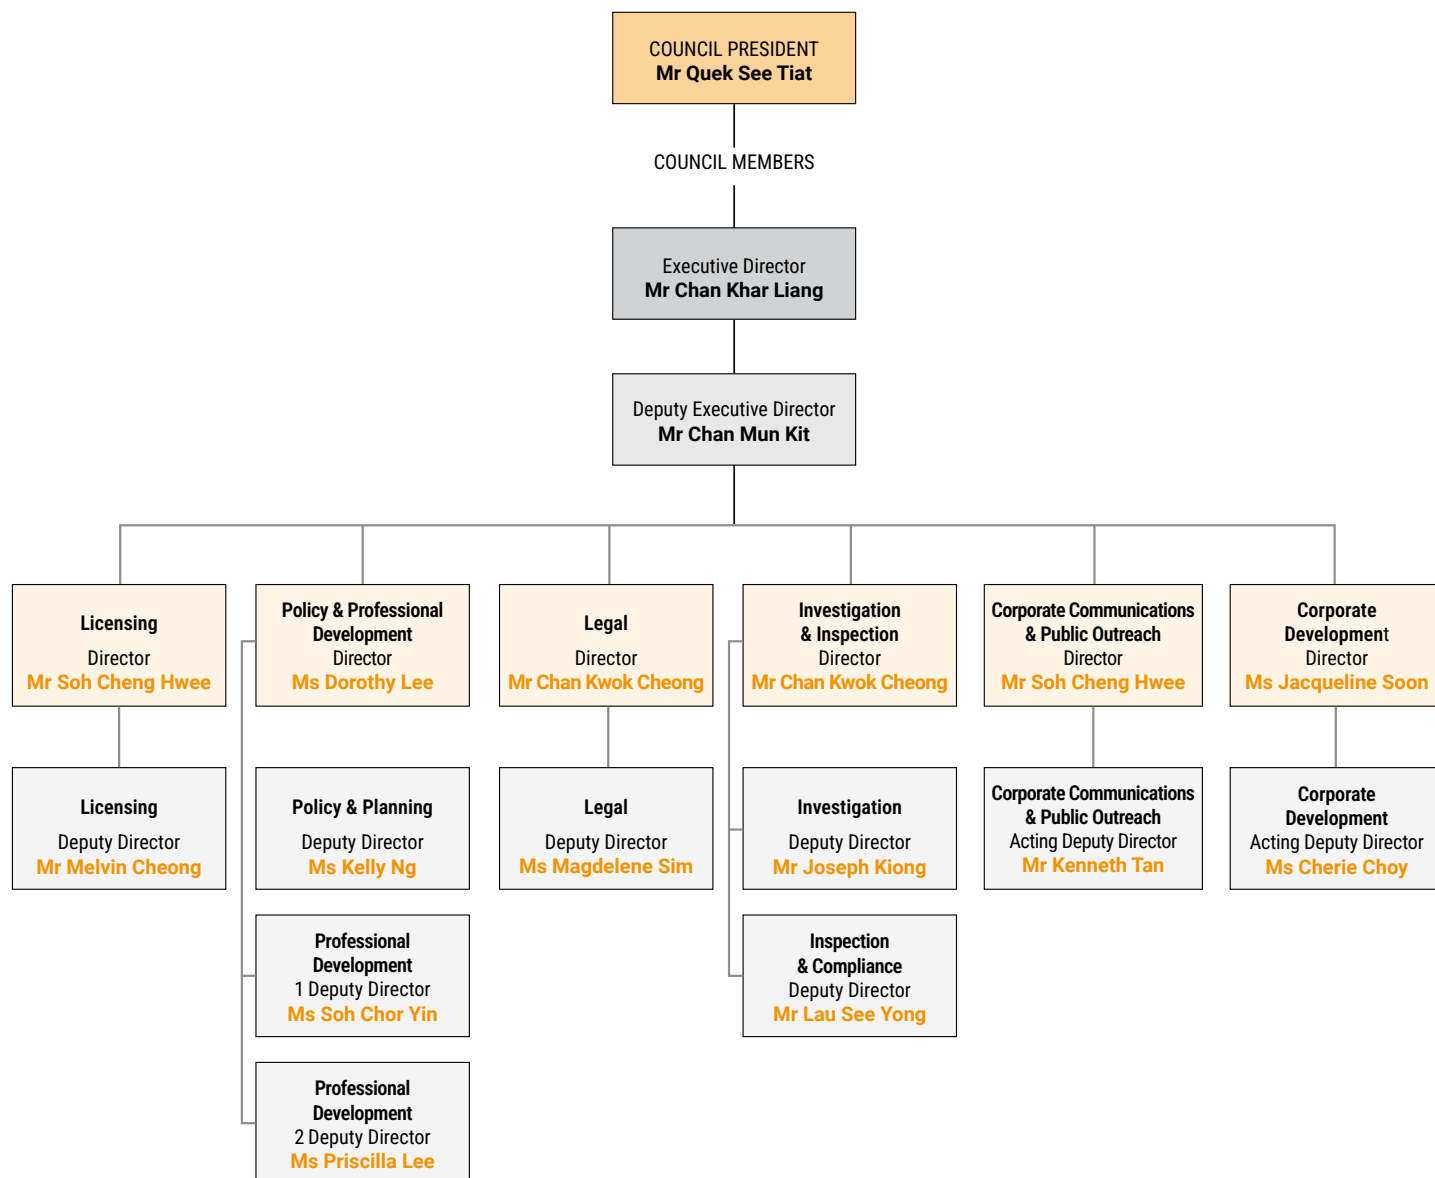 COUNCIL PRESIDENT
Mr Quek See Tiat
COUNCIL MEMBERS
Executive Director
Mr Chan Khar Liang
Deputy Executive Director
Mr Chan Mun Kit
Licensing
Director
Mr Soh Cheng Hwee
Policy & Professional
Development
Director
Ms Dorothy Lee
Legal
Director
Mr Chan Kwok Cheong
Investigation
& Inspection
Director
Mr Chan Kwok Cheong
Corporate Communications
& Public Outreach
Director
Mr Soh Cheng Hwee
Corporate
Development
Director
Ms Jacqueline Soon
Licensing
Deputy Director
Mr Melvin Cheong
Policy & Planning
Deputy Director
Ms Kelly Ng
Legal
Deputy Director
Ms Magdelene Sim
Investigation
Deputy Director
Mr Joseph Kiong
Corporate Communications
& Public Outreach
Acting Deputy Director
Mr Kenneth Tan
Corporate
Development
Acting Deputy Director
Ms Cherie Choy
Professional
Development
1 Deputy Director
Ms Soh Chor Yin
Inspection
& Compliance
Deputy Director
Mr Lau See Yong
Professional
Development
2 Deputy Director
Ms Priscilla Lee